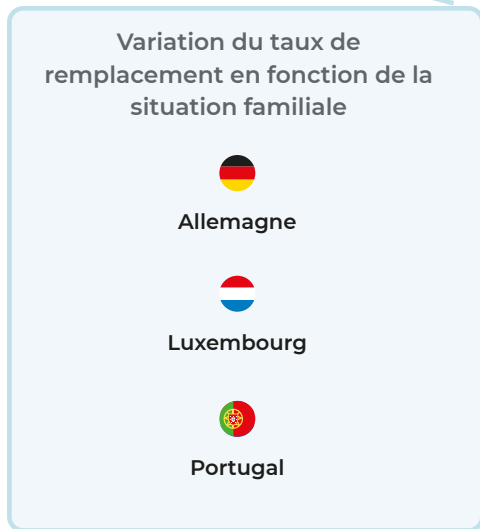 Variation du taux de
remplacement en fonction de la
situation familiale
Allemagne
Luxembourg
Portugal